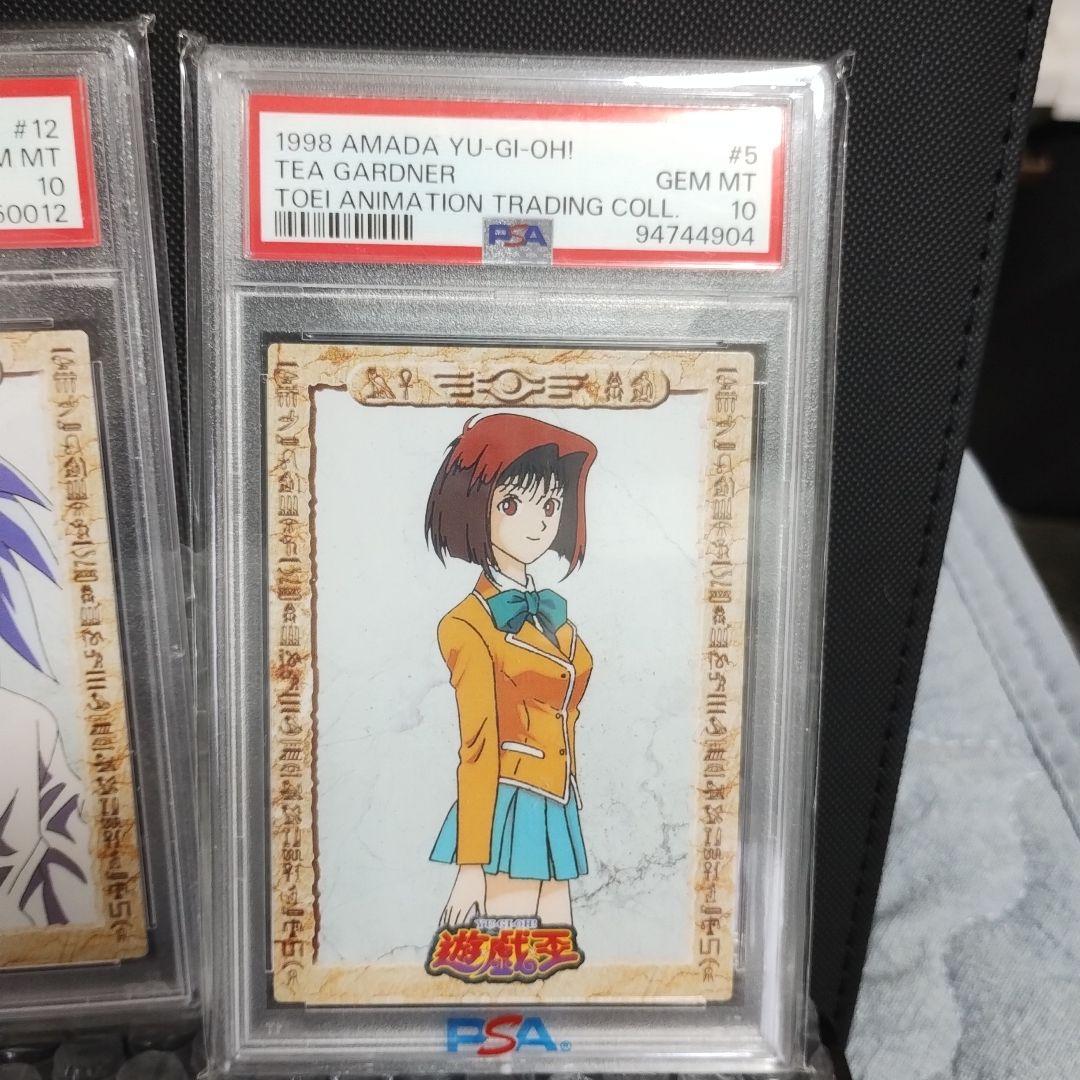 #12
M MT
10
60012
1998 AMADA YU-GI-OH!
#5
TEA GARDNER
GEM MT
TOEI ANIMATION TRADING COLL.
10
PSA
94744904
YU-GI-OH!
遊戯王
PSA®